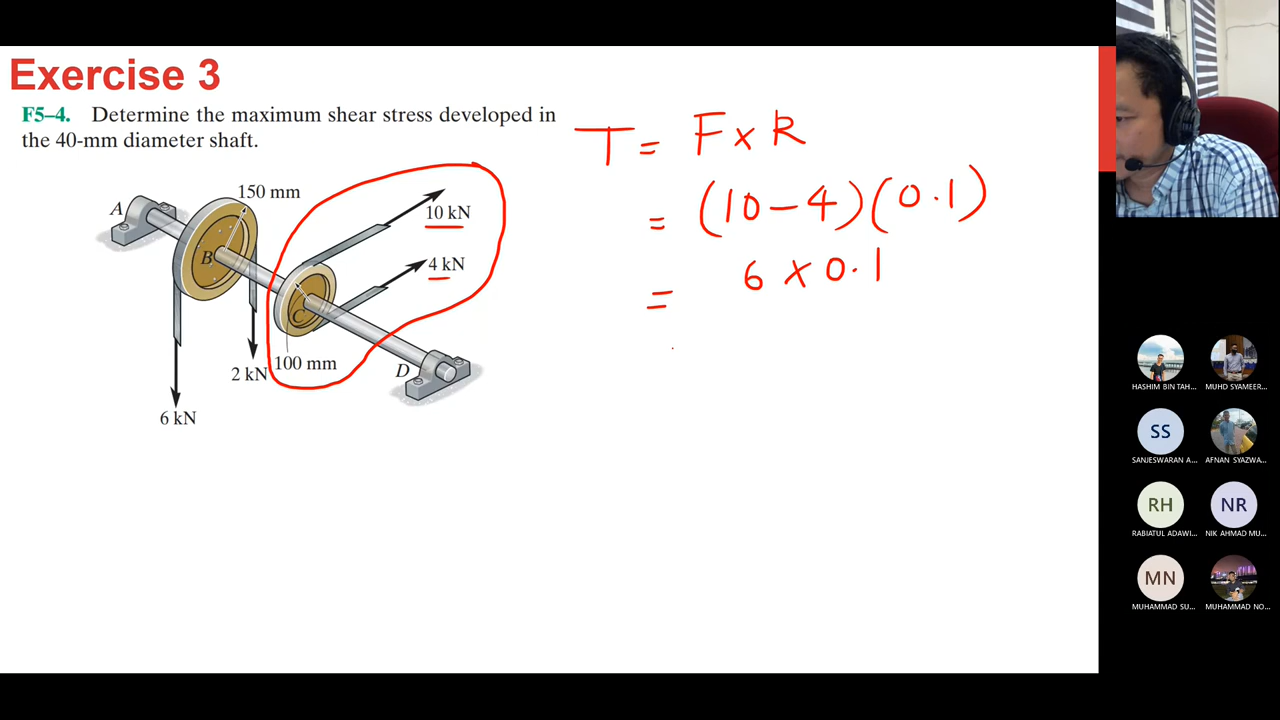 Exercise 3
F5–4. Determine the maximum shear stress developed in
the 40-mm diameter shaft.
150 mm
A
10 kN
B
4 kN
C
2 kN
100 mm
D
6 kN
T = F x R
= (10 - 4)(0.1)
= 6 x 0.1
HASHIM BIN TAH...
MUHD SYAMEER...
SS
SANJESWARAN A...
AFNAN SYAZWA...
RH
RABIATUL ADAWI...
NR
NIK AHMAD MU...
MN
MUHAMMAD SU...
MUHAMMAD NO...